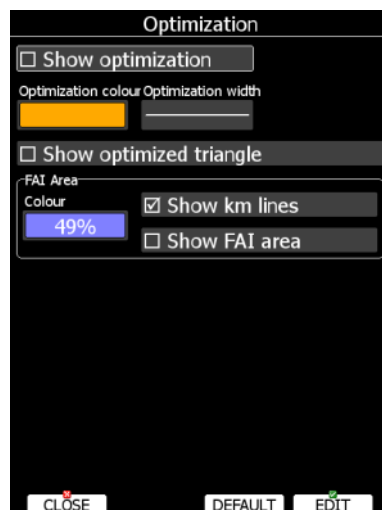 Optimization
Show optimization
Optimization colour Optimization width
Show optimized triangle
FAI Area
Colour
Show km lines
49%
Show FAI area
CLOSE DEFAULT EDIT